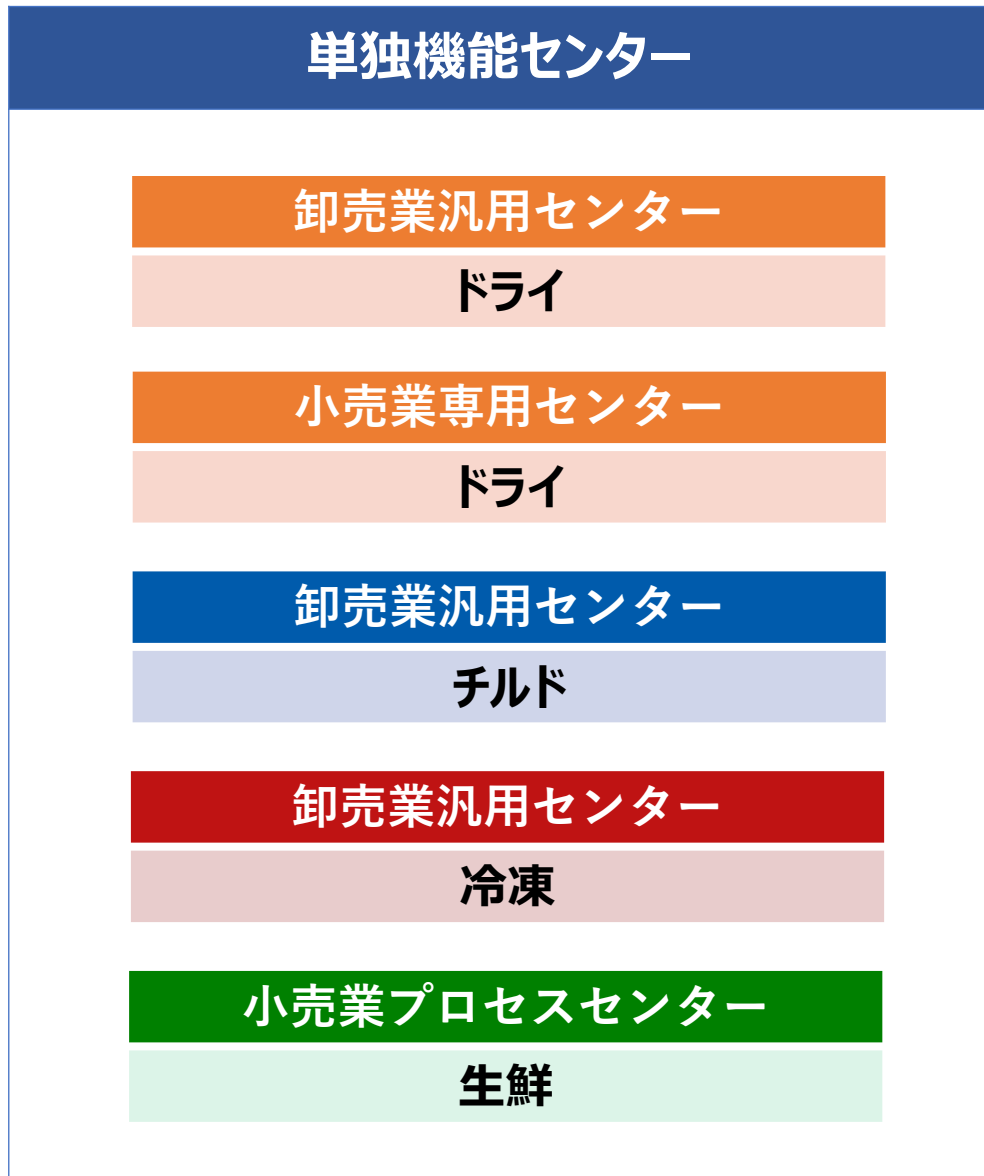 単独機能センター
卸売業汎用センター
ドライ
小売業専用センター
ドライ
卸売業汎用センター
チルド
卸売業汎用センター
冷凍
小売業プロセスセンター
生鮮